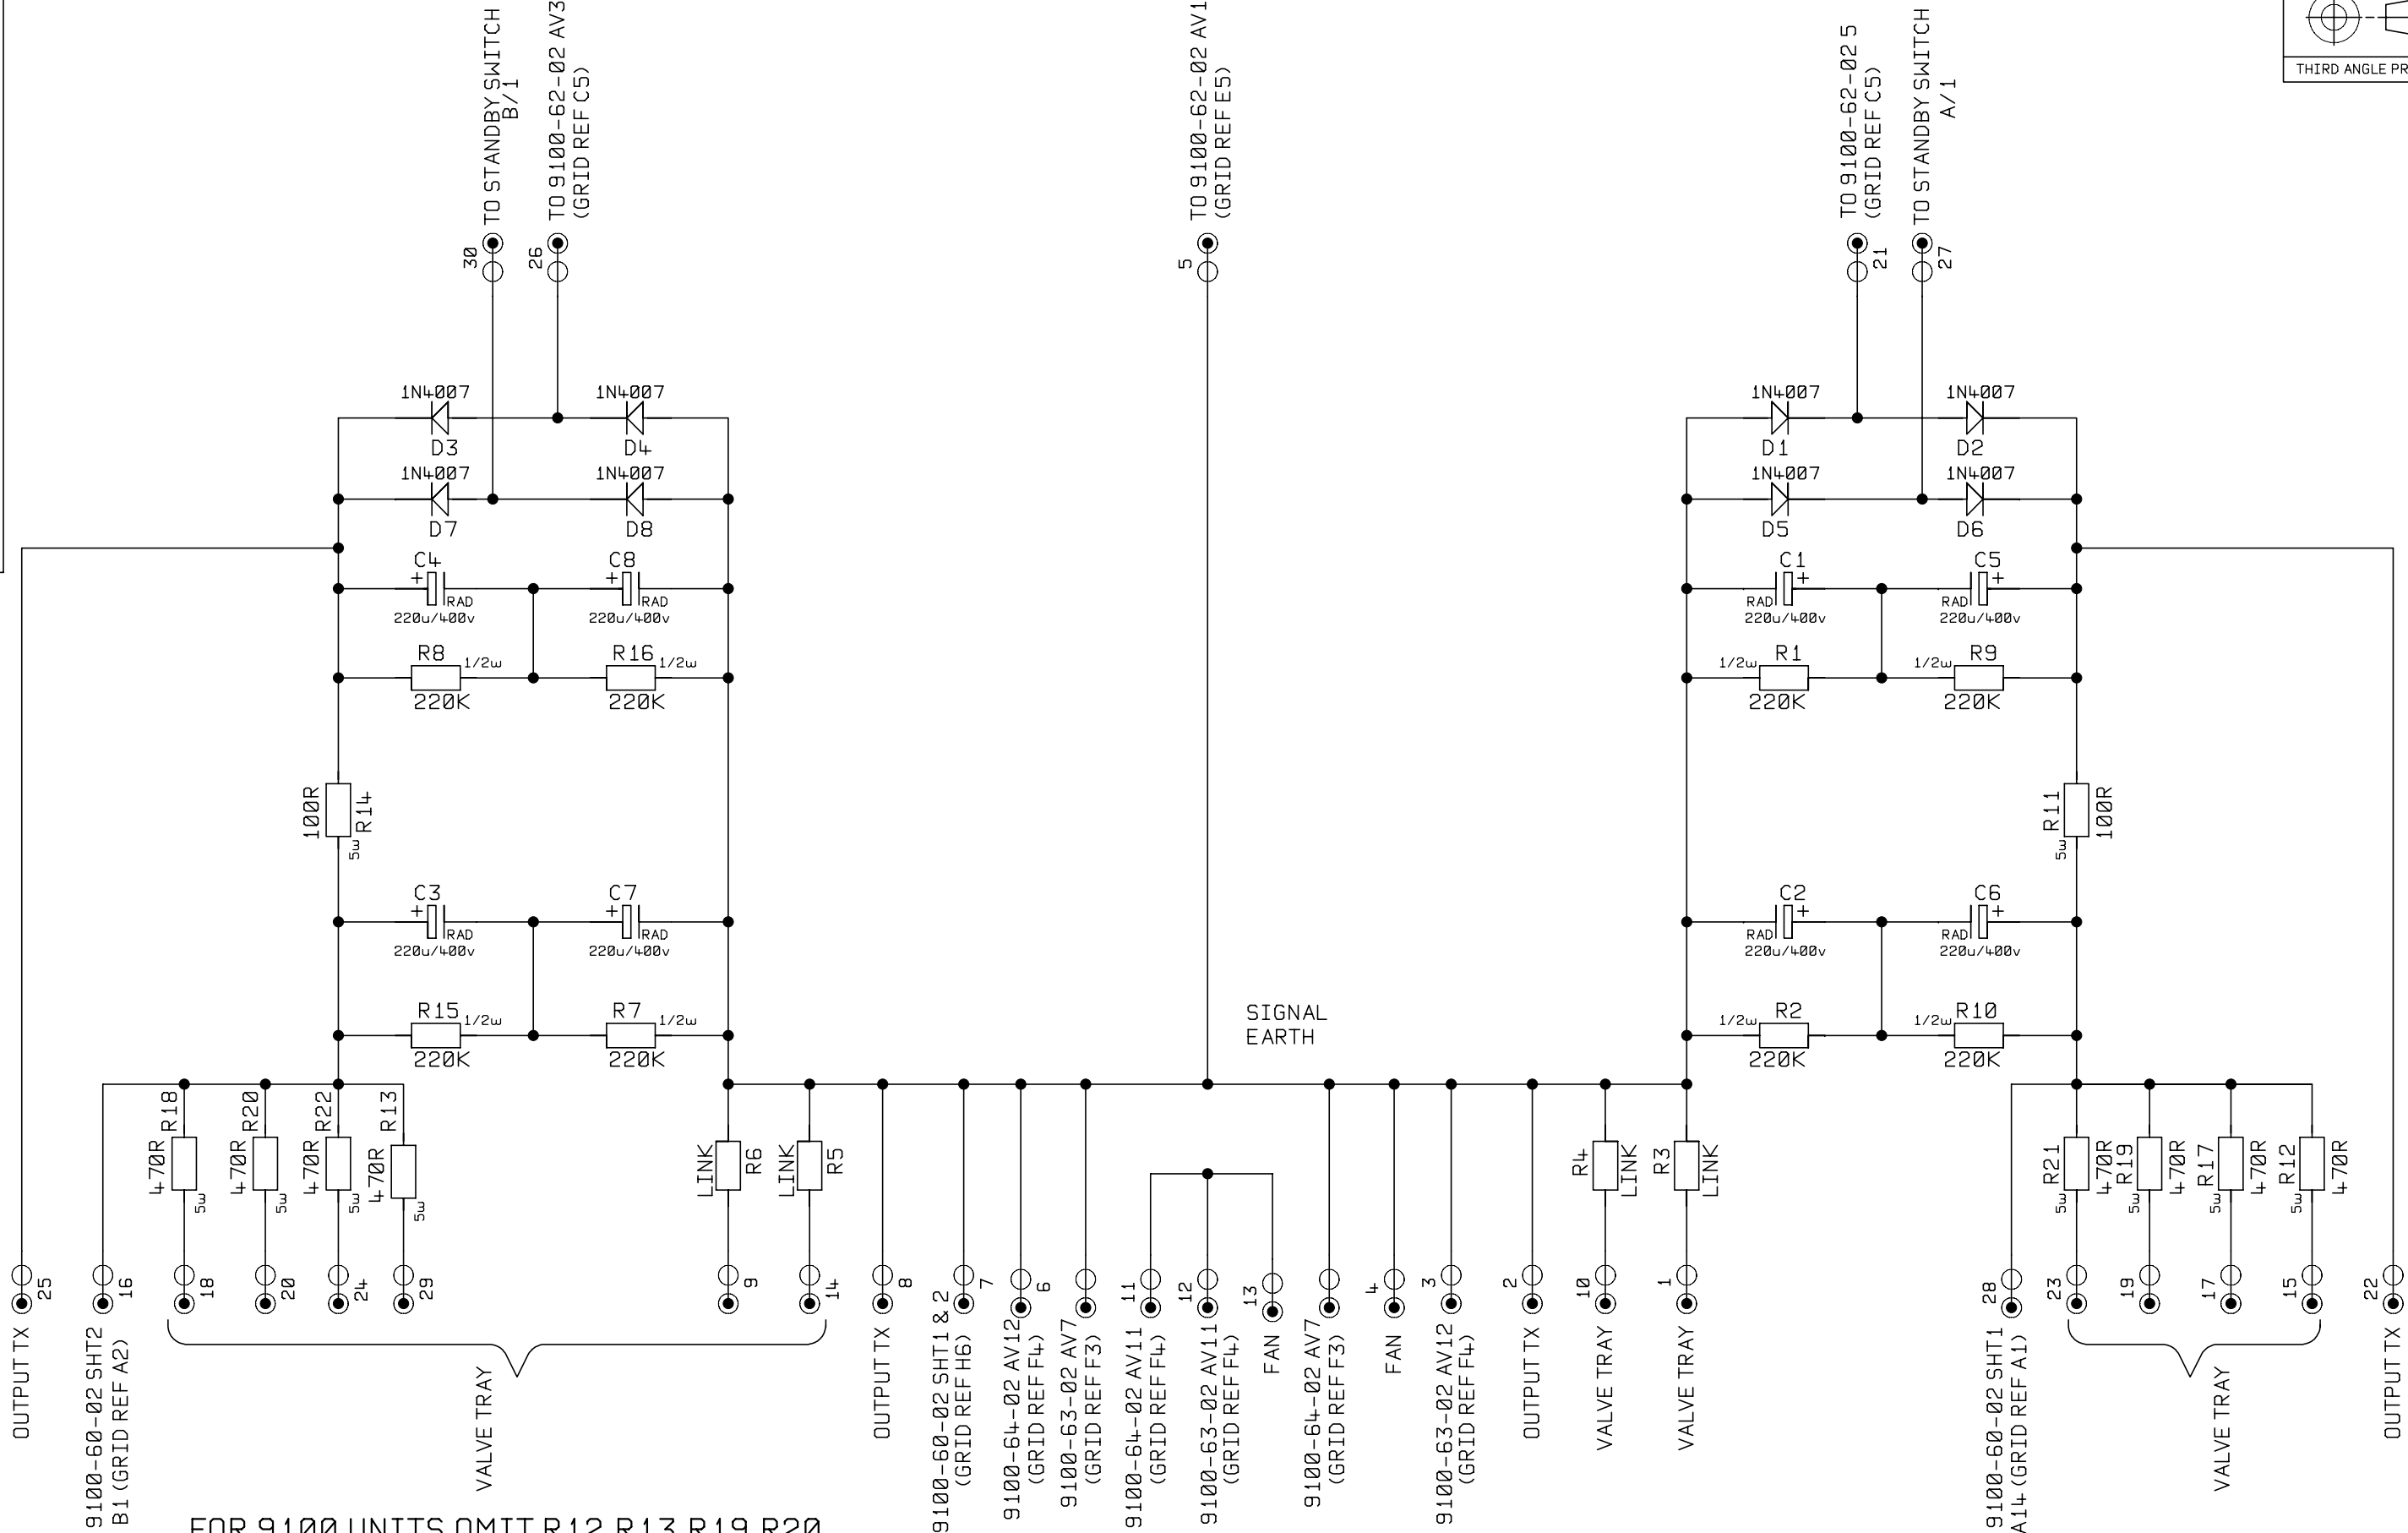 TO STANDBY SWITCH
B/1
TO 9100-62-02 AV3
(GRID REF C5)
TO 9100-62-02 AV1
(GRID REF E5)
TO 9100-62-02 5
(GRID REF C5)
TO STANDBY SWITCH
A/1
THIRD ANGLE PR
30
26
5
21
27
1N4007
1N4007
1N4007
1N4007
D3
D4
D1
D2
1N4007
1N4007
1N4007
1N4007
D7
D8
D5
D6
C4
C8
C1
C5
+
+
+
+
RAD
RAD
RAD
RAD
220u/400v
220u/400v
220u/400v
220u/400v
R8
1/2w
R16
1/2w
1/2w
R1
1/2w
R9
220K
220K
220K
220K
100R
R14
5w
R11
100R
5w
C3
C7
C2
C6
+
+
+
+
RAD
RAD
RAD
RAD
220u/400v
220u/400v
220u/400v
220u/400v
R15
1/2w
R7
1/2w
1/2w
R2
1/2w
R10
220K
220K
220K
220K
SIGNAL
EARTH
470R
R18
5w
470R
R20
470R
R22
5w
470R
R13
5w
LINK
R6
LINK
R5
R4
LINK
R3
LINK
R21
470R
5w
R19
470R
5w
R17
470R
5w
R12
470R
5w
25
16
18
20
24
29
9
14
8
7
6
11
12
13
4
3
2
10
1
28
23
19
17
15
22
OUTPUT TX
9100-60-02 SHT2
B1 (GRID REF A2)
VALVE TRAY
OUTPUT TX
9100-60-02 SHT1 & 2
(GRID REF H6)
9100-64-02 AV12
(GRID REF F4)
9100-63-02 AV7
(GRID REF F3)
9100-64-02 AV11
(GRID REF F4)
9100-63-02 AV11
(GRID REF F4)
FAN
9100-64-02 AV7
(GRID REF F3)
FAN
9100-63-02 AV12
(GRID REF F4)
OUTPUT TX
VALVE TRAY
VALVE TRAY
9100-60-02 SHT1
A14 (GRID REF A1)
VALVE TRAY
OUTPUT TX
FOR 9100 UNITS OMIT R12 R13 R19 R20